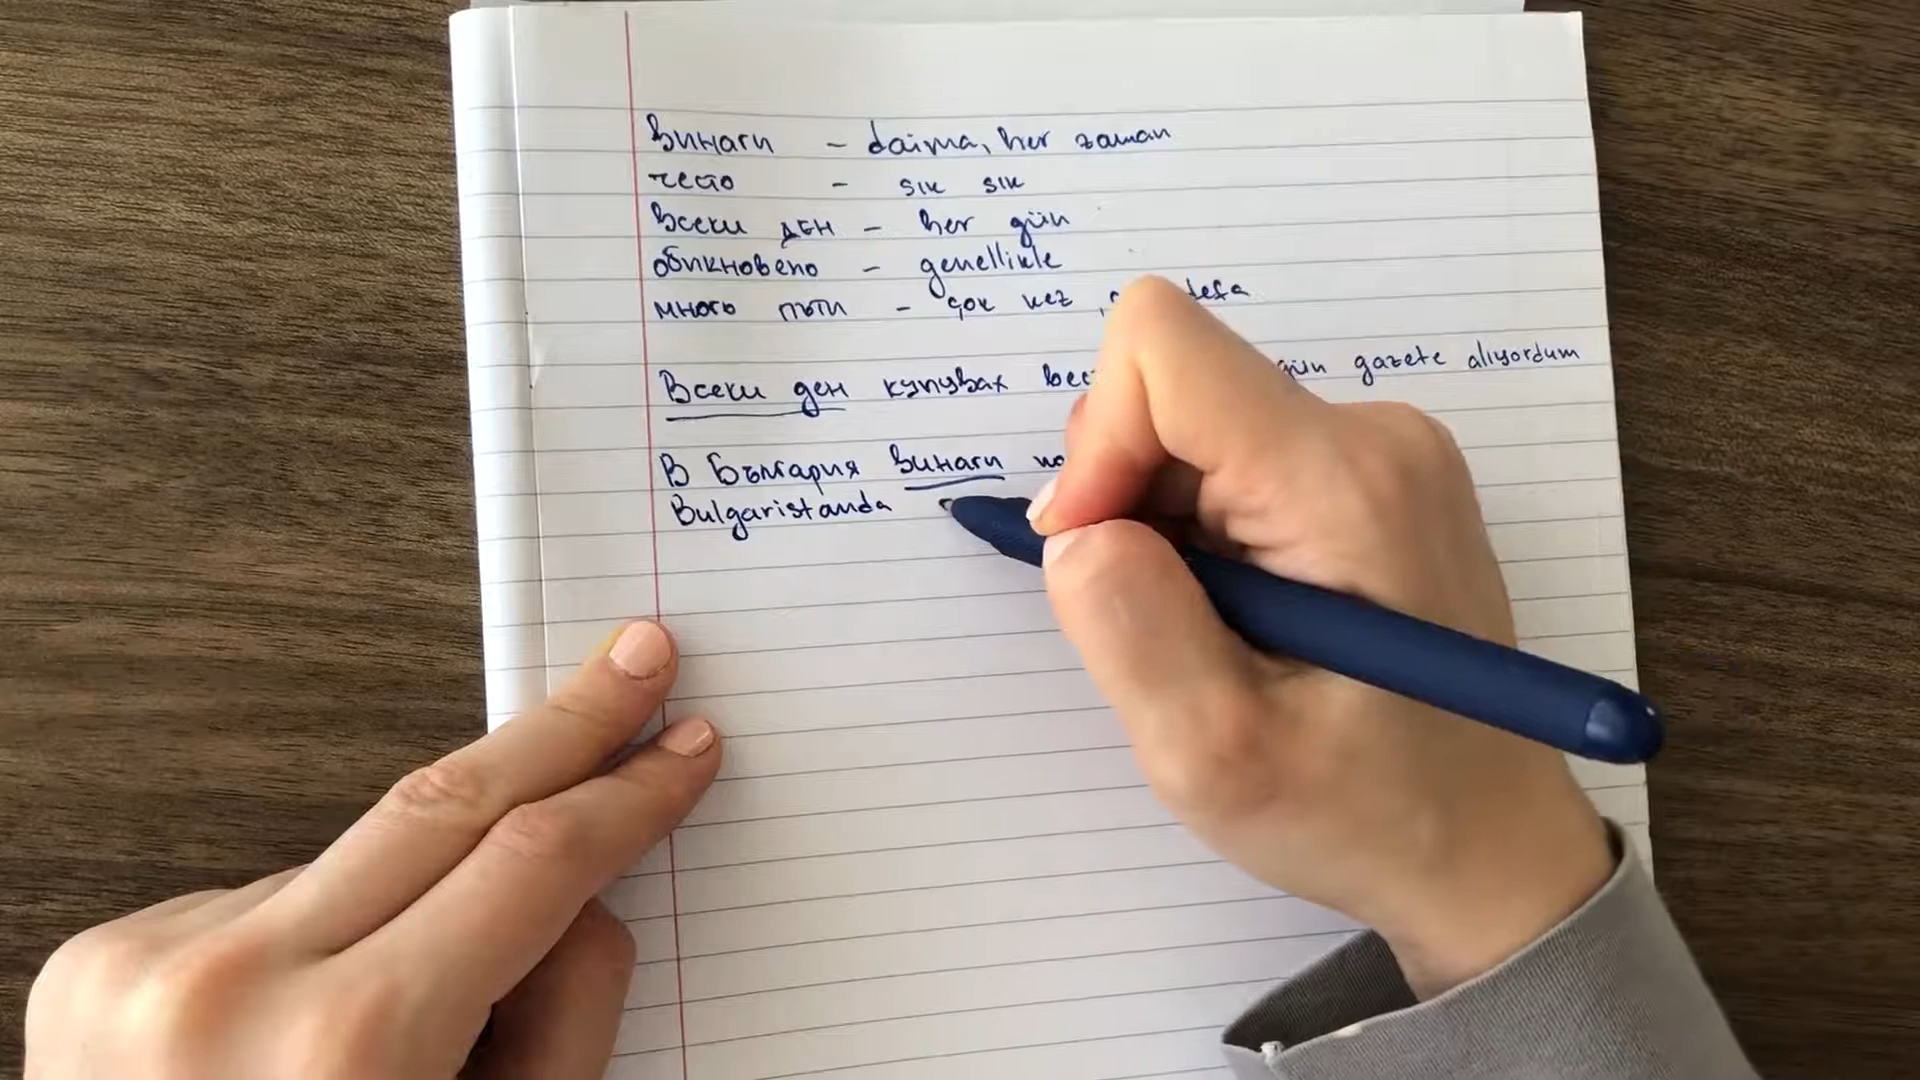 винаги - daima, her zaman
често - sık sık
всеки ден - her gün
обикновено - genellikle
много пъти - çok kez,
Всеки ден купувах gazete alıyordum
В България винаги
Bulgaristanda